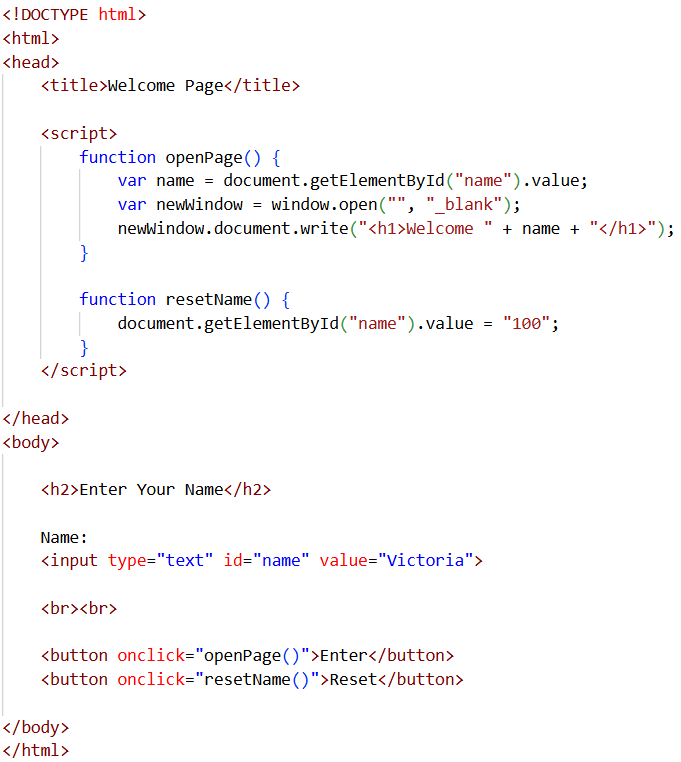 <!DOCTYPE html>
<html>
<head>
    <title>Welcome Page</title>

    <script>
        function openPage() {
            var name = document.getElementById("name").value;
            var newWindow = window.open("", "_blank");
            newWindow.document.write("<h1>Welcome " + name + "</h1>");
        }

        function resetName() {
            document.getElementById("name").value = "100";
        }
    </script>

</head>
<body>

    <h2>Enter Your Name</h2>

    Name:
    <input type="text" id="name" value="Victoria">

    <br><br>

    <button onclick="openPage()">Enter</button>
    <button onclick="resetName()">Reset</button>

</body>
</html>